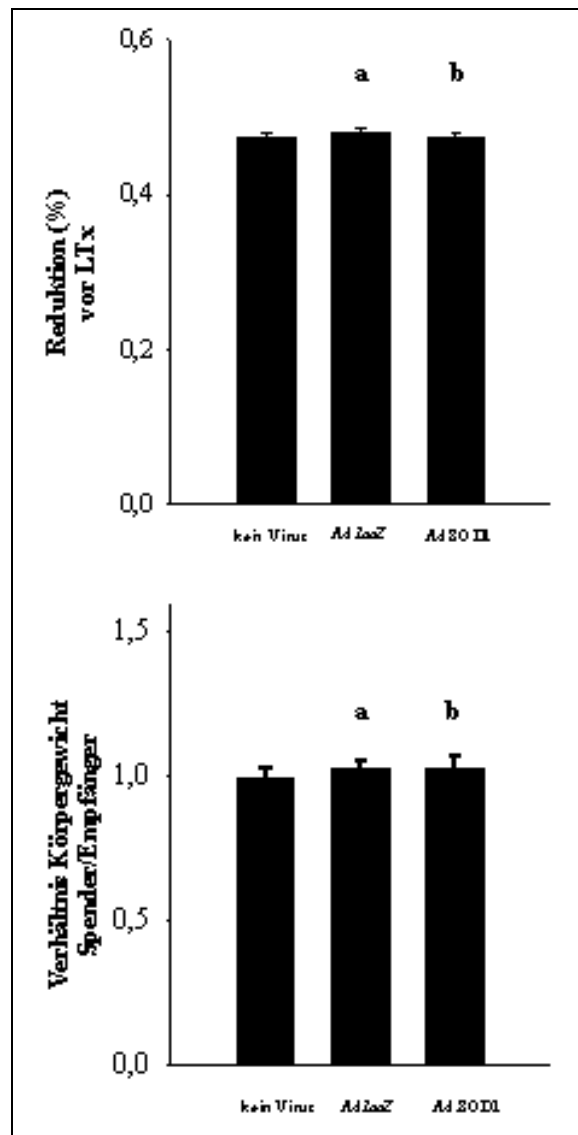 0,6
a b
0,4
Reduktion (%)
vor LTx
0,2
0,0
kein Virus Ad LacZ Ad SOD1
1,5
a b
1,0
Verhältnis Körpergewicht
Spender/Empfänger
0,5
0,0
kein Virus Ad LacZ Ad SOD1